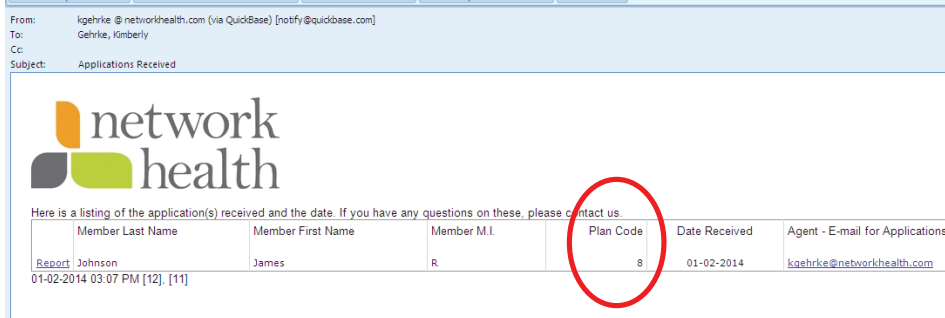 From: kgehrke @ networkhealth.com (via QuickBase) [notify@quickbase.com]
To: Gehrke, Kimberly
Cc:
Subject: Applications Received
network
health
Here is a listing of the application(s) received and the date. If you have any questions on these, please contact us.
Member Last Name Member First Name Member M.I. Plan Code Date Received Agent - E-mail for Applications
Report Johnson James R 8 01-02-2014 kgehrke@networkhealth.com
01-02-2014 03:07 PM [12], [11]